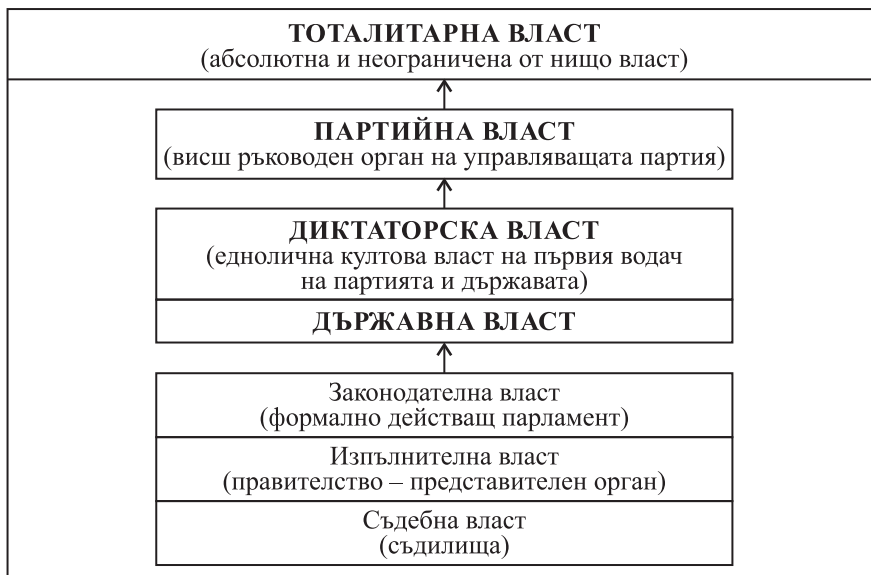 ТОТАЛИТАРНА ВЛАСТ
(абсолютна и неограничена от нищо власт)
ПАРТИЙНА ВЛАСТ
(висш ръководен орган на управляващата партия)
ДИКТАТОРСКА ВЛАСТ
(еднолична култова власт на първия водач
на партията и държавата)
ДЪРЖАВНА ВЛАСТ
Законодателна власт
(формално действащ парламент)
Изпълнителна власт
(правителство – представителен орган)
Съдебна власт
(съдилища)